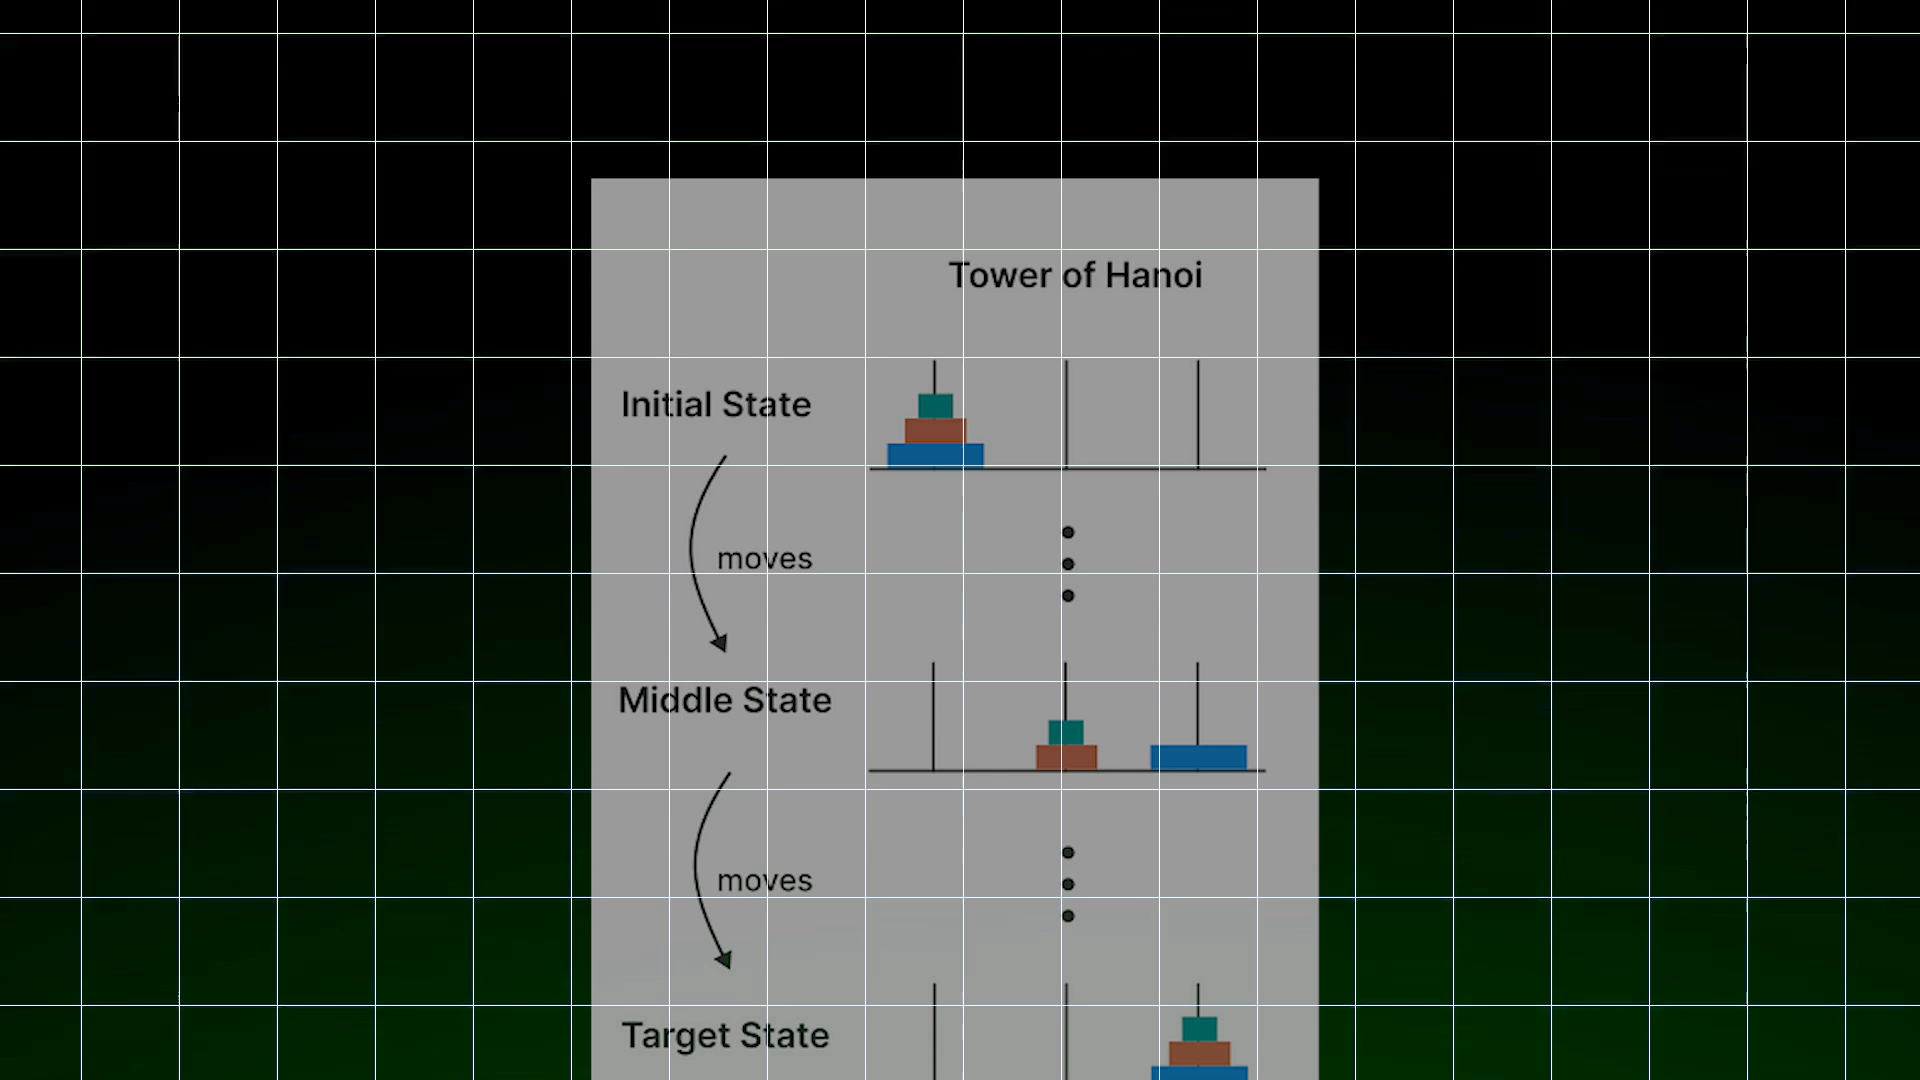 Tower of Hanoi
Initial State
moves
Middle State
moves
Target State